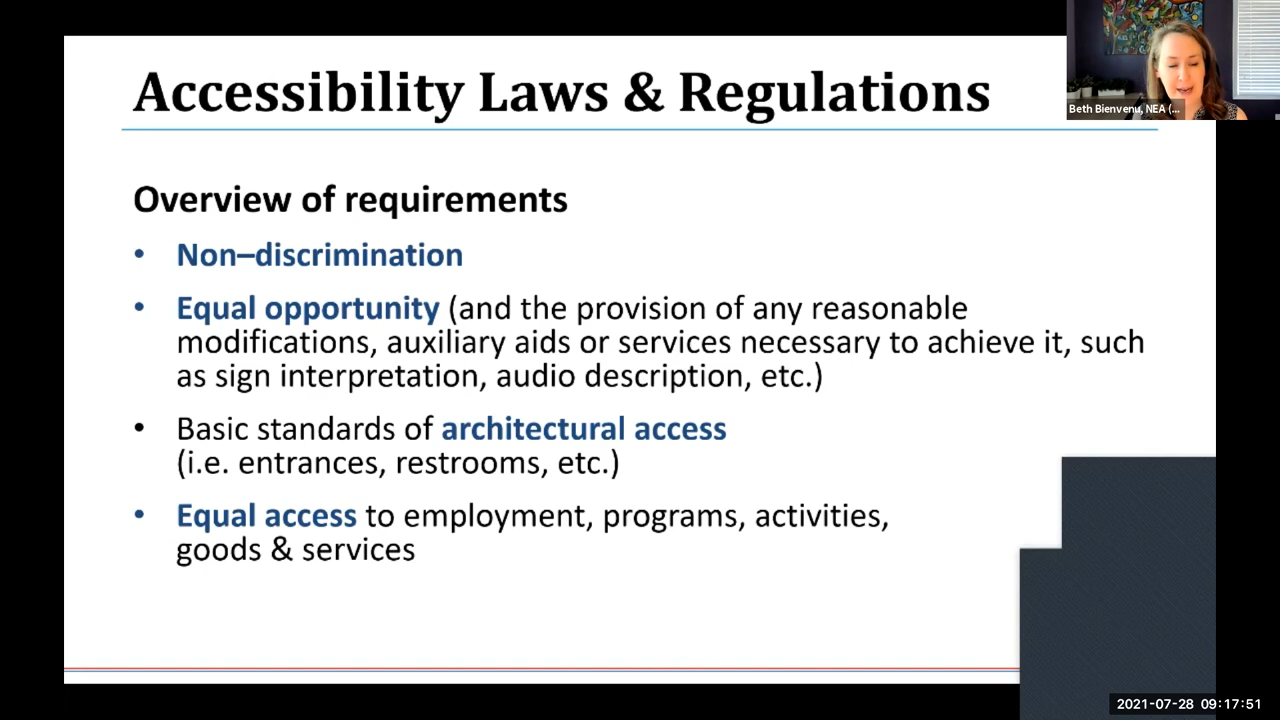 Accessibility Laws & Regulations
Beth Bienvenu, NEA (...
Overview of requirements
• Non–discrimination
• Equal opportunity (and the provision of any reasonable
modifications, auxiliary aids or services necessary to achieve it, such
as sign interpretation, audio description, etc.)
• Basic standards of architectural access
(i.e. entrances, restrooms, etc.)
• Equal access to employment, programs, activities,
goods & services
2021-07-28 09:17:51